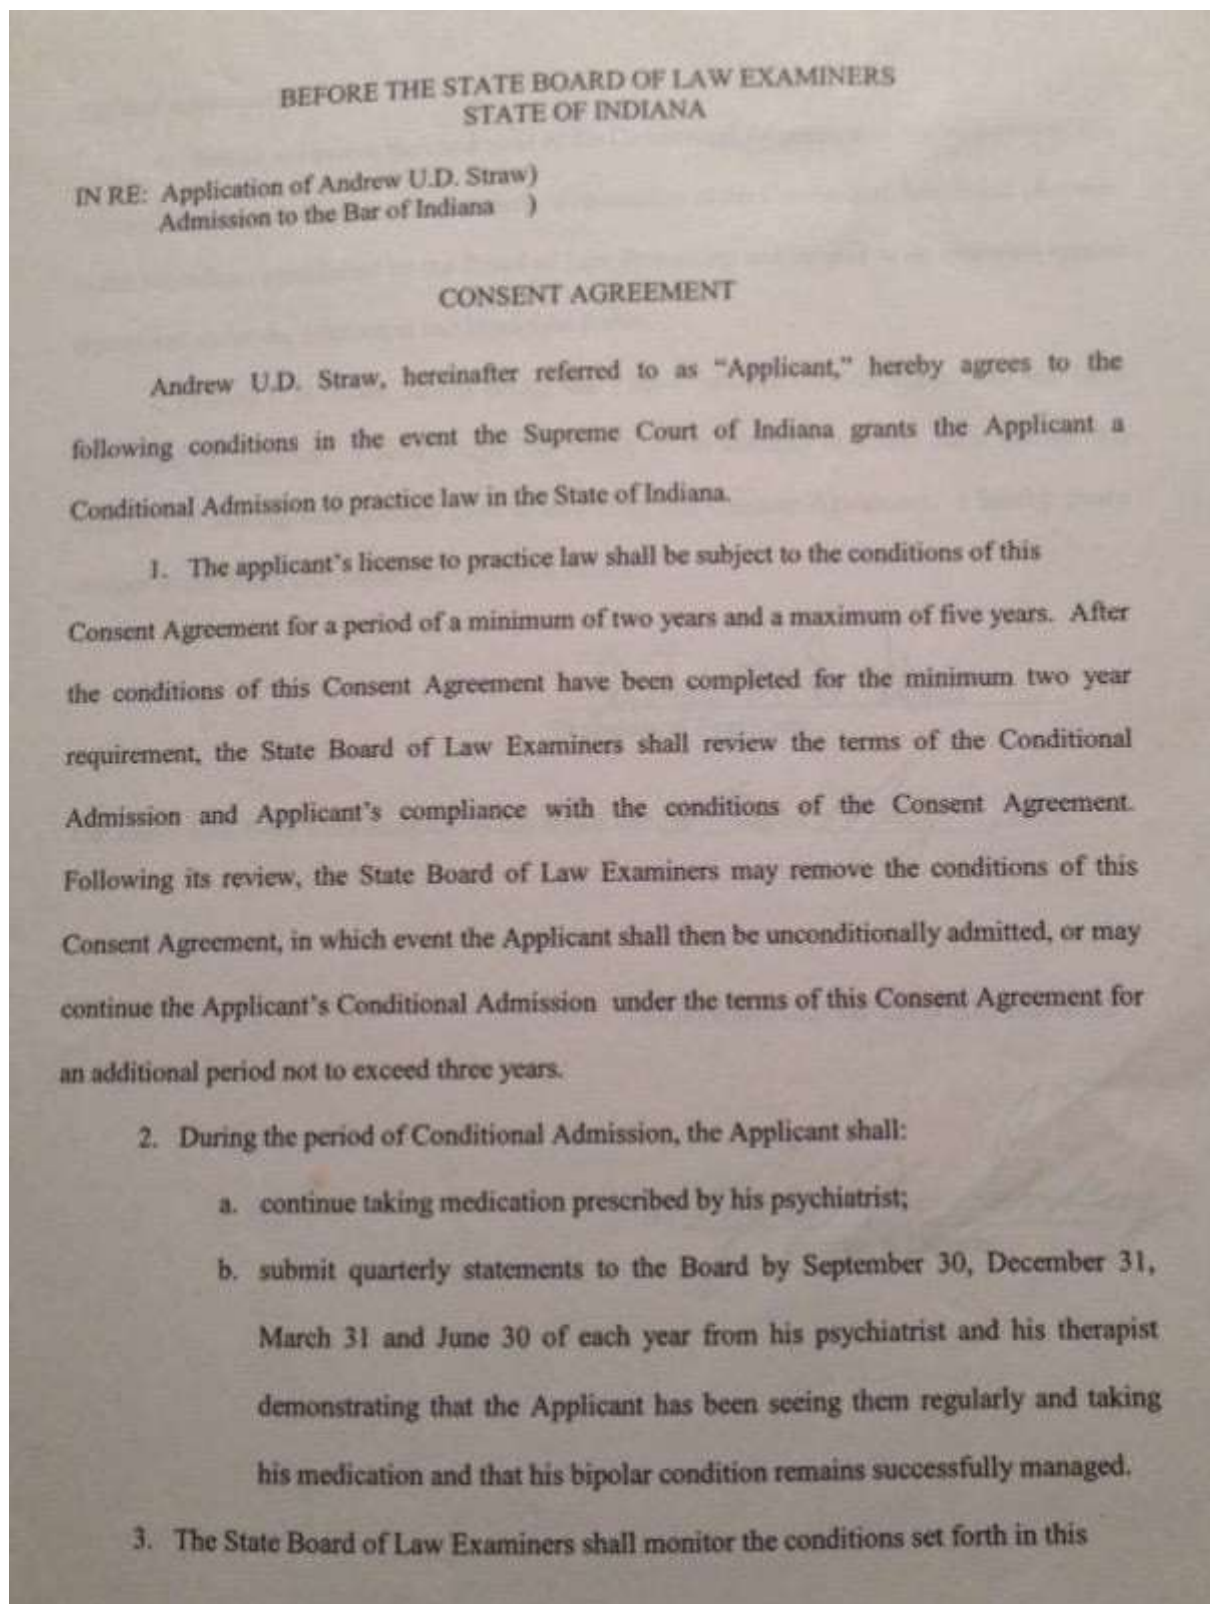 BEFORE THE STATE BOARD OF LAW EXAMINERS
STATE OF INDIANA
IN RE: Application of Andrew U.D. Straw)
Admission to the Bar of Indiana )
CONSENT AGREEMENT
Andrew U.D. Straw, hereinafter referred to as "Applicant," hereby agrees to the
following conditions in the event the Supreme Court of Indiana grants the Applicant a
Conditional Admission to practice law in the State of Indiana.
1. The applicant's license to practice law shall be subject to the conditions of this
Consent Agreement for a period of a minimum of two years and a maximum of five years. After
the conditions of this Consent Agreement have been completed for the minimum two year
requirement, the State Board of Law Examiners shall review the terms of the Conditional
Admission and Applicant's compliance with the conditions of the Consent Agreement.
Following its review, the State Board of Law Examiners may remove the conditions of this
Consent Agreement, in which event the Applicant shall then be unconditionally admitted, or may
continue the Applicant's Conditional Admission under the terms of this Consent Agreement for
an additional period not to exceed three years.
2. During the period of Conditional Admission, the Applicant shall:
a. continue taking medication prescribed by his psychiatrist;
b. submit quarterly statements to the Board by September 30, December 31,
March 31 and June 30 of each year from his psychiatrist and his therapist
demonstrating that the Applicant has been seeing them regularly and taking
his medication and that his bipolar condition remains successfully managed.
3. The State Board of Law Examiners shall monitor the conditions set forth in this